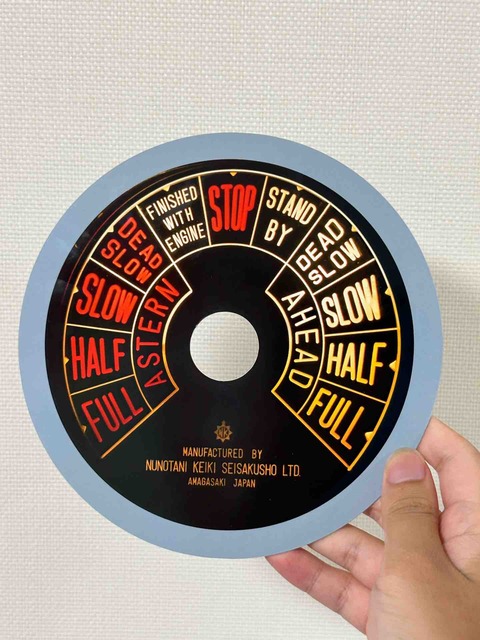 FULL
HALF
SLOW
DEAD
SLOW
FINISHED
WITH
ENGINE
STOP
STAND
BY
DEAD
SLOW
SLOW
HALF
FULL
ASTERN
AHEAD
NK
MANUFACTURED BY
NUNOTANI KEIKI SEISAKUSHO LTD.
AMAGASAKI JAPAN